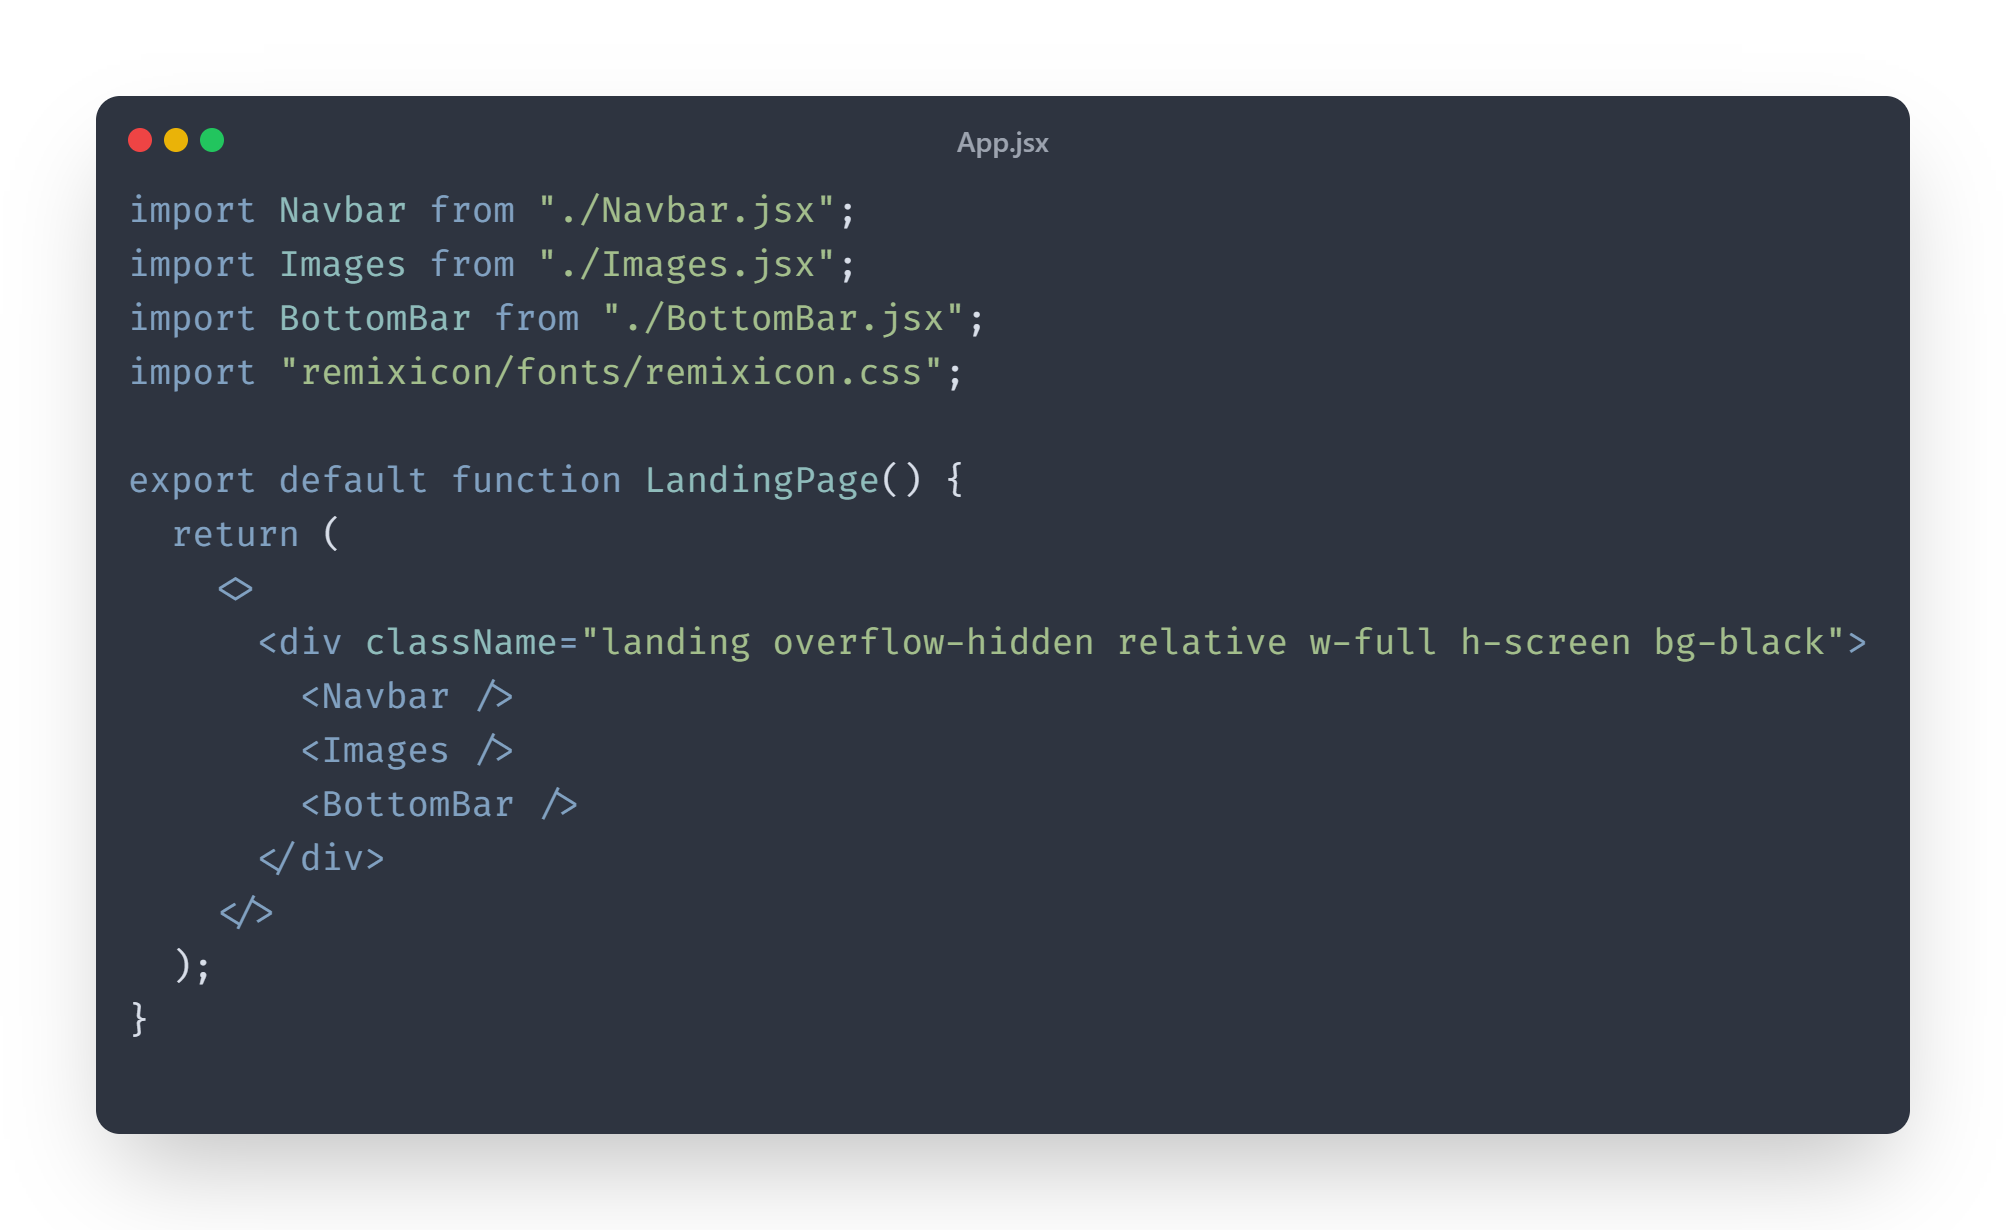 App.jsx
import Navbar from "./Navbar.jsx";
import Images from "./Images.jsx";
import BottomBar from "./BottomBar.jsx";
import "remixicon/fonts/remixicon.css";

export default function LandingPage() {
  return (
    <>
      <div className="landing overflow-hidden relative w-full h-screen bg-black">
        <Navbar />
        <Images />
        <BottomBar />
      </div>
    </>
  );
}